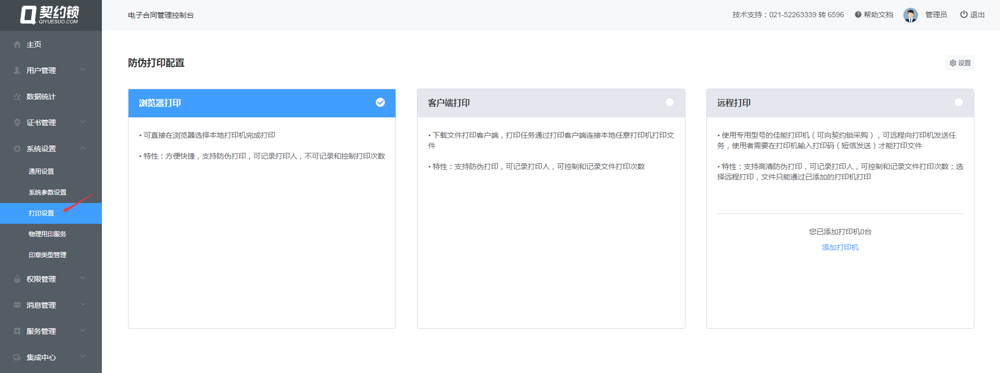 契约锁
QIYUESUO.COM
电子合同管理控制台
技术支持：021-52263339 转 6596
帮助文档
管理员
退出
主页
用户管理
数据统计
证书管理
系统设置
通用设置
系统参数设置
打印设置
物理用印服务
印章类型管理
权限管理
消息管理
服务管理
集成中心
防伪打印配置
设置
浏览器打印
• 可直接在浏览器选择本地打印机完成打印
• 特性：方便快捷，支持防伪打印，可记录打印人，不可记录和控制打印次数
客户端打印
• 下载文件打印客户端，打印任务通过打印客户端连接本地任意打印机打印文
件
• 特性：支持防伪打印，可记录打印人，可控制和记录文件打印次数
远程打印
• 使用专用型号的佳能打印机（可向契约锁采购），可远程向打印机发送任
务，使用者需要在打印机输入打印码（短信发送）才能打印文件
• 特性：支持高清防伪打印，可记录打印人，可控制和记录文件打印次数；选
择远程打印，文件只能通过已添加的打印机打印
您已添加打印机0台
添加打印机